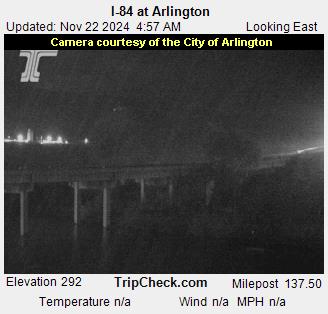 I-84 at Arlington
Updated: Nov 22 2024 4:57 AM Looking East
Camera courtesy of the City of Arlington
Elevation 292 TripCheck.com Milepost 137.50
Temperature n/a Wind n/a MPH n/a